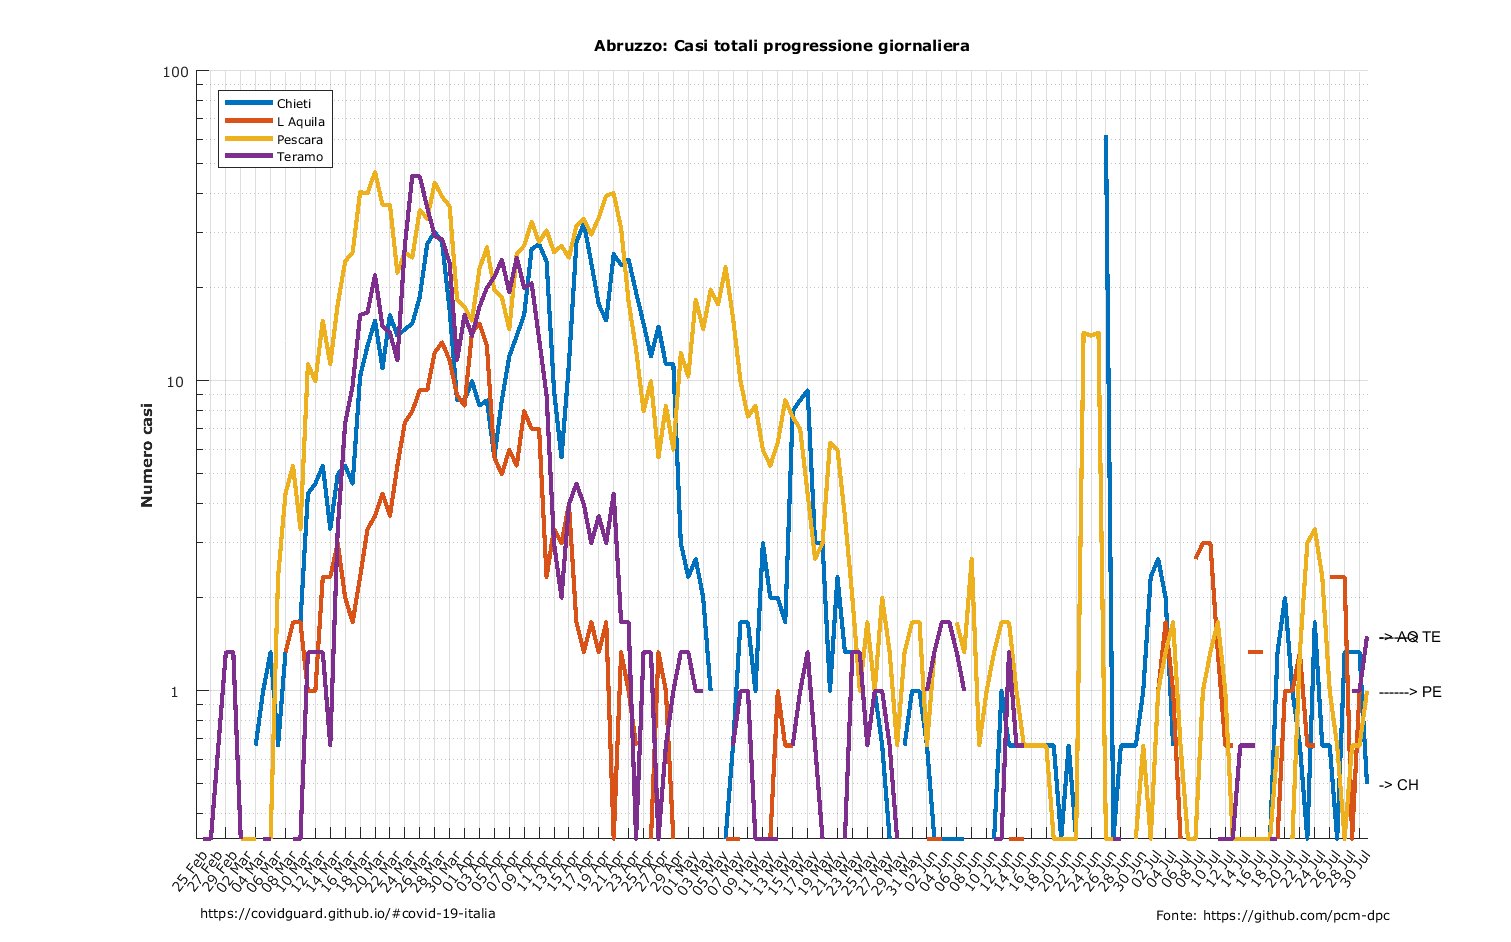 Abruzzo: Casi totali progressione giornaliera
100
10
1
Numero casi
Chieti
L Aquila
Pescara
Teramo
-> AQ TE
------> PE
-> CH
25 Feb
27 Feb
29 Feb
02 Mar
04 Mar
06 Mar
08 Mar
10 Mar
12 Mar
14 Mar
16 Mar
18 Mar
20 Mar
22 Mar
24 Mar
26 Mar
28 Mar
30 Mar
01 Apr
03 Apr
05 Apr
07 Apr
09 Apr
11 Apr
13 Apr
15 Apr
17 Apr
19 Apr
21 Apr
23 Apr
25 Apr
27 Apr
29 Apr
01 May
03 May
05 May
07 May
09 May
11 May
13 May
15 May
17 May
19 May
21 May
23 May
25 May
27 May
29 May
31 May
02 Jun
04 Jun
06 Jun
08 Jun
10 Jun
12 Jun
14 Jun
16 Jun
18 Jun
20 Jun
22 Jun
24 Jun
26 Jun
28 Jun
30 Jun
02 Jul
04 Jul
06 Jul
08 Jul
10 Jul
12 Jul
14 Jul
16 Jul
18 Jul
20 Jul
22 Jul
24 Jul
26 Jul
28 Jul
30 Jul
https://covidguard.github.io/#covid-19-italia
Fonte: https://github.com/pcm-dpc